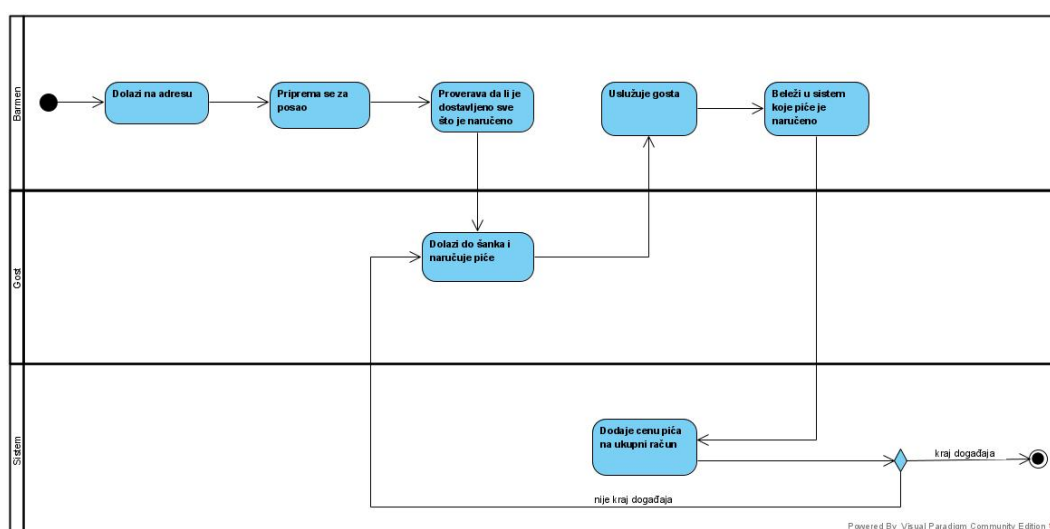 Barmen
Dolazi na adresu
Priprema se za
posao
Proverava da li je
dostavljeno sve
što je naručeno
Uslužuje gosta
Beleži u sistem
koje piće je
naručeno
Gost
Dolazi do šanka i
naručuje piće
Sistem
Dodaje cenu pića
na ukupni račun
kraj događaja
nije kraj događaja
Powered By Visual Paradigm Community Edition